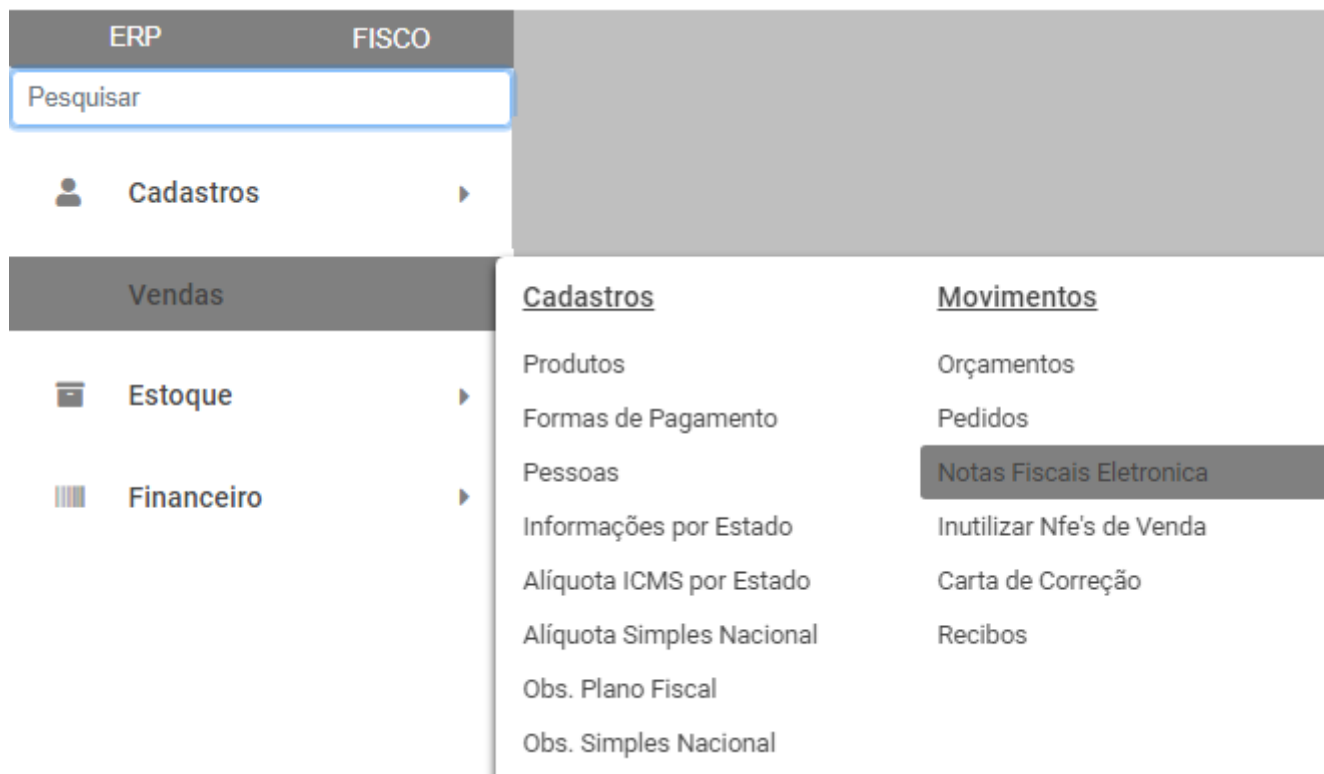 ERP FISCO
Pesquisar
Cadastros
Vendas
Estoque
Financeiro
Cadastros
Produtos
Formas de Pagamento
Pessoas
Informações por Estado
Alíquota ICMS por Estado
Alíquota Simples Nacional
Obs. Plano Fiscal
Obs. Simples Nacional
Movimentos
Orçamentos
Pedidos
Notas Fiscais Eletronica
Inutilizar Nfe's de Venda
Carta de Correção
Recibos